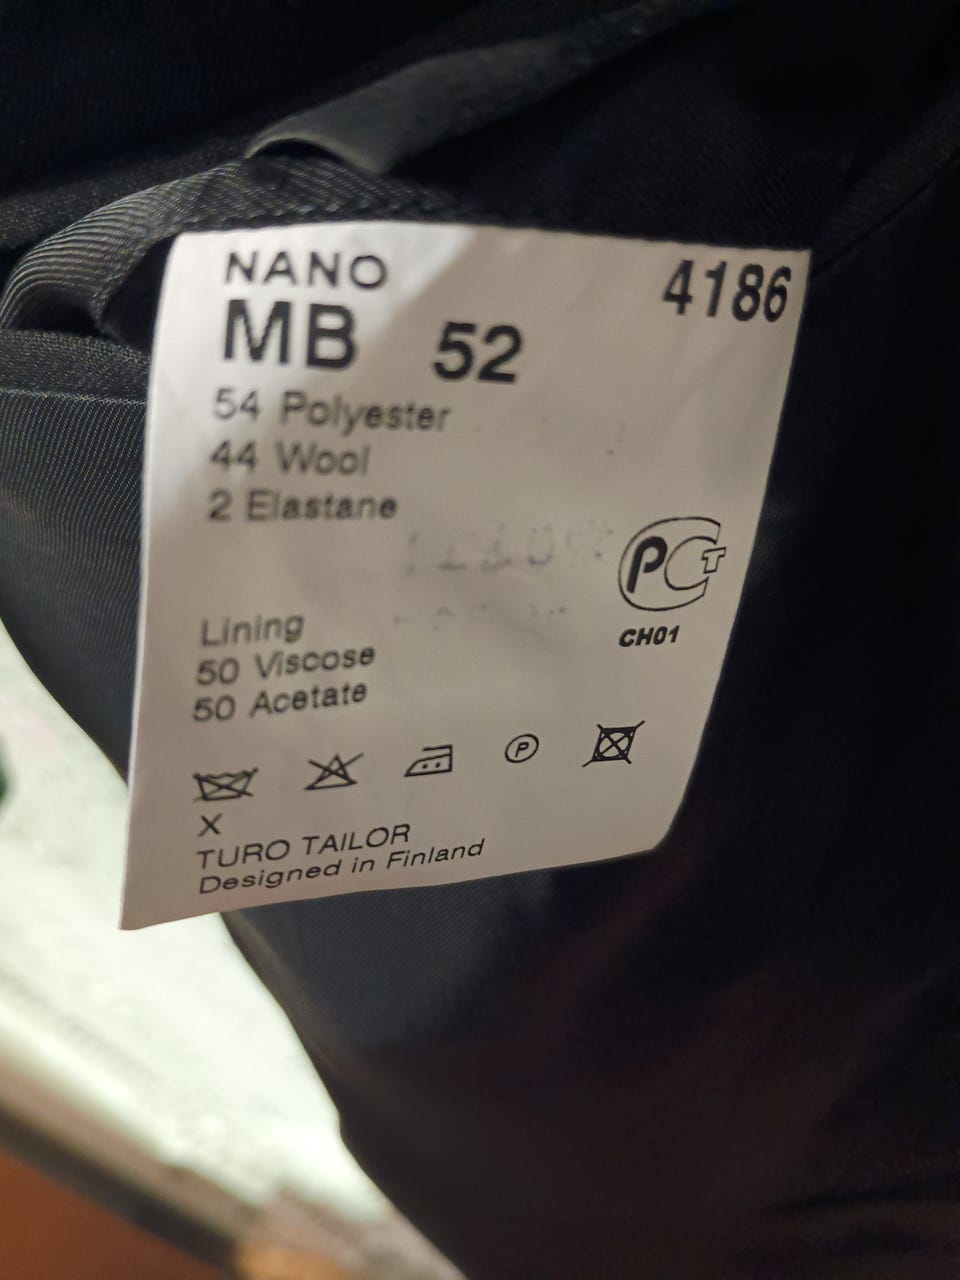 NANO
4186
MB 52
54 Polyester
44 Wool
2 Elastane
PCT
CH01
Lining
50 Viscose
50 Acetate
P
X
TURO TAILOR
Designed in Finland